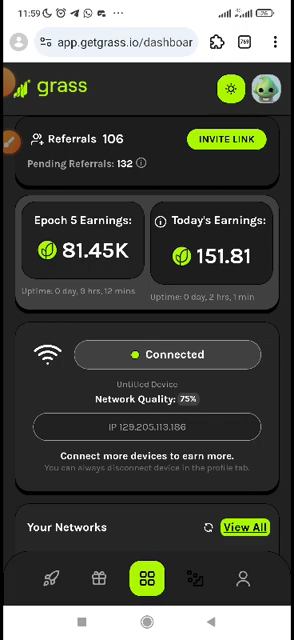 11:59
76
app.getgrass.io/dashboar
769
grass
Referrals 106
INVITE LINK
Pending Referrals: 132
Epoch 5 Earnings:
81.45K
Uptime: 0 day, 9 hrs, 12 mins
Today's Earnings:
151.81
Uptime: 0 day, 2 hrs, 1 min
Connected
Untitled Device
Network Quality: 75%
IP 129.205.113.186
Connect more devices to earn more.
You can always disconnect device in the profile tab.
Your Networks
View All